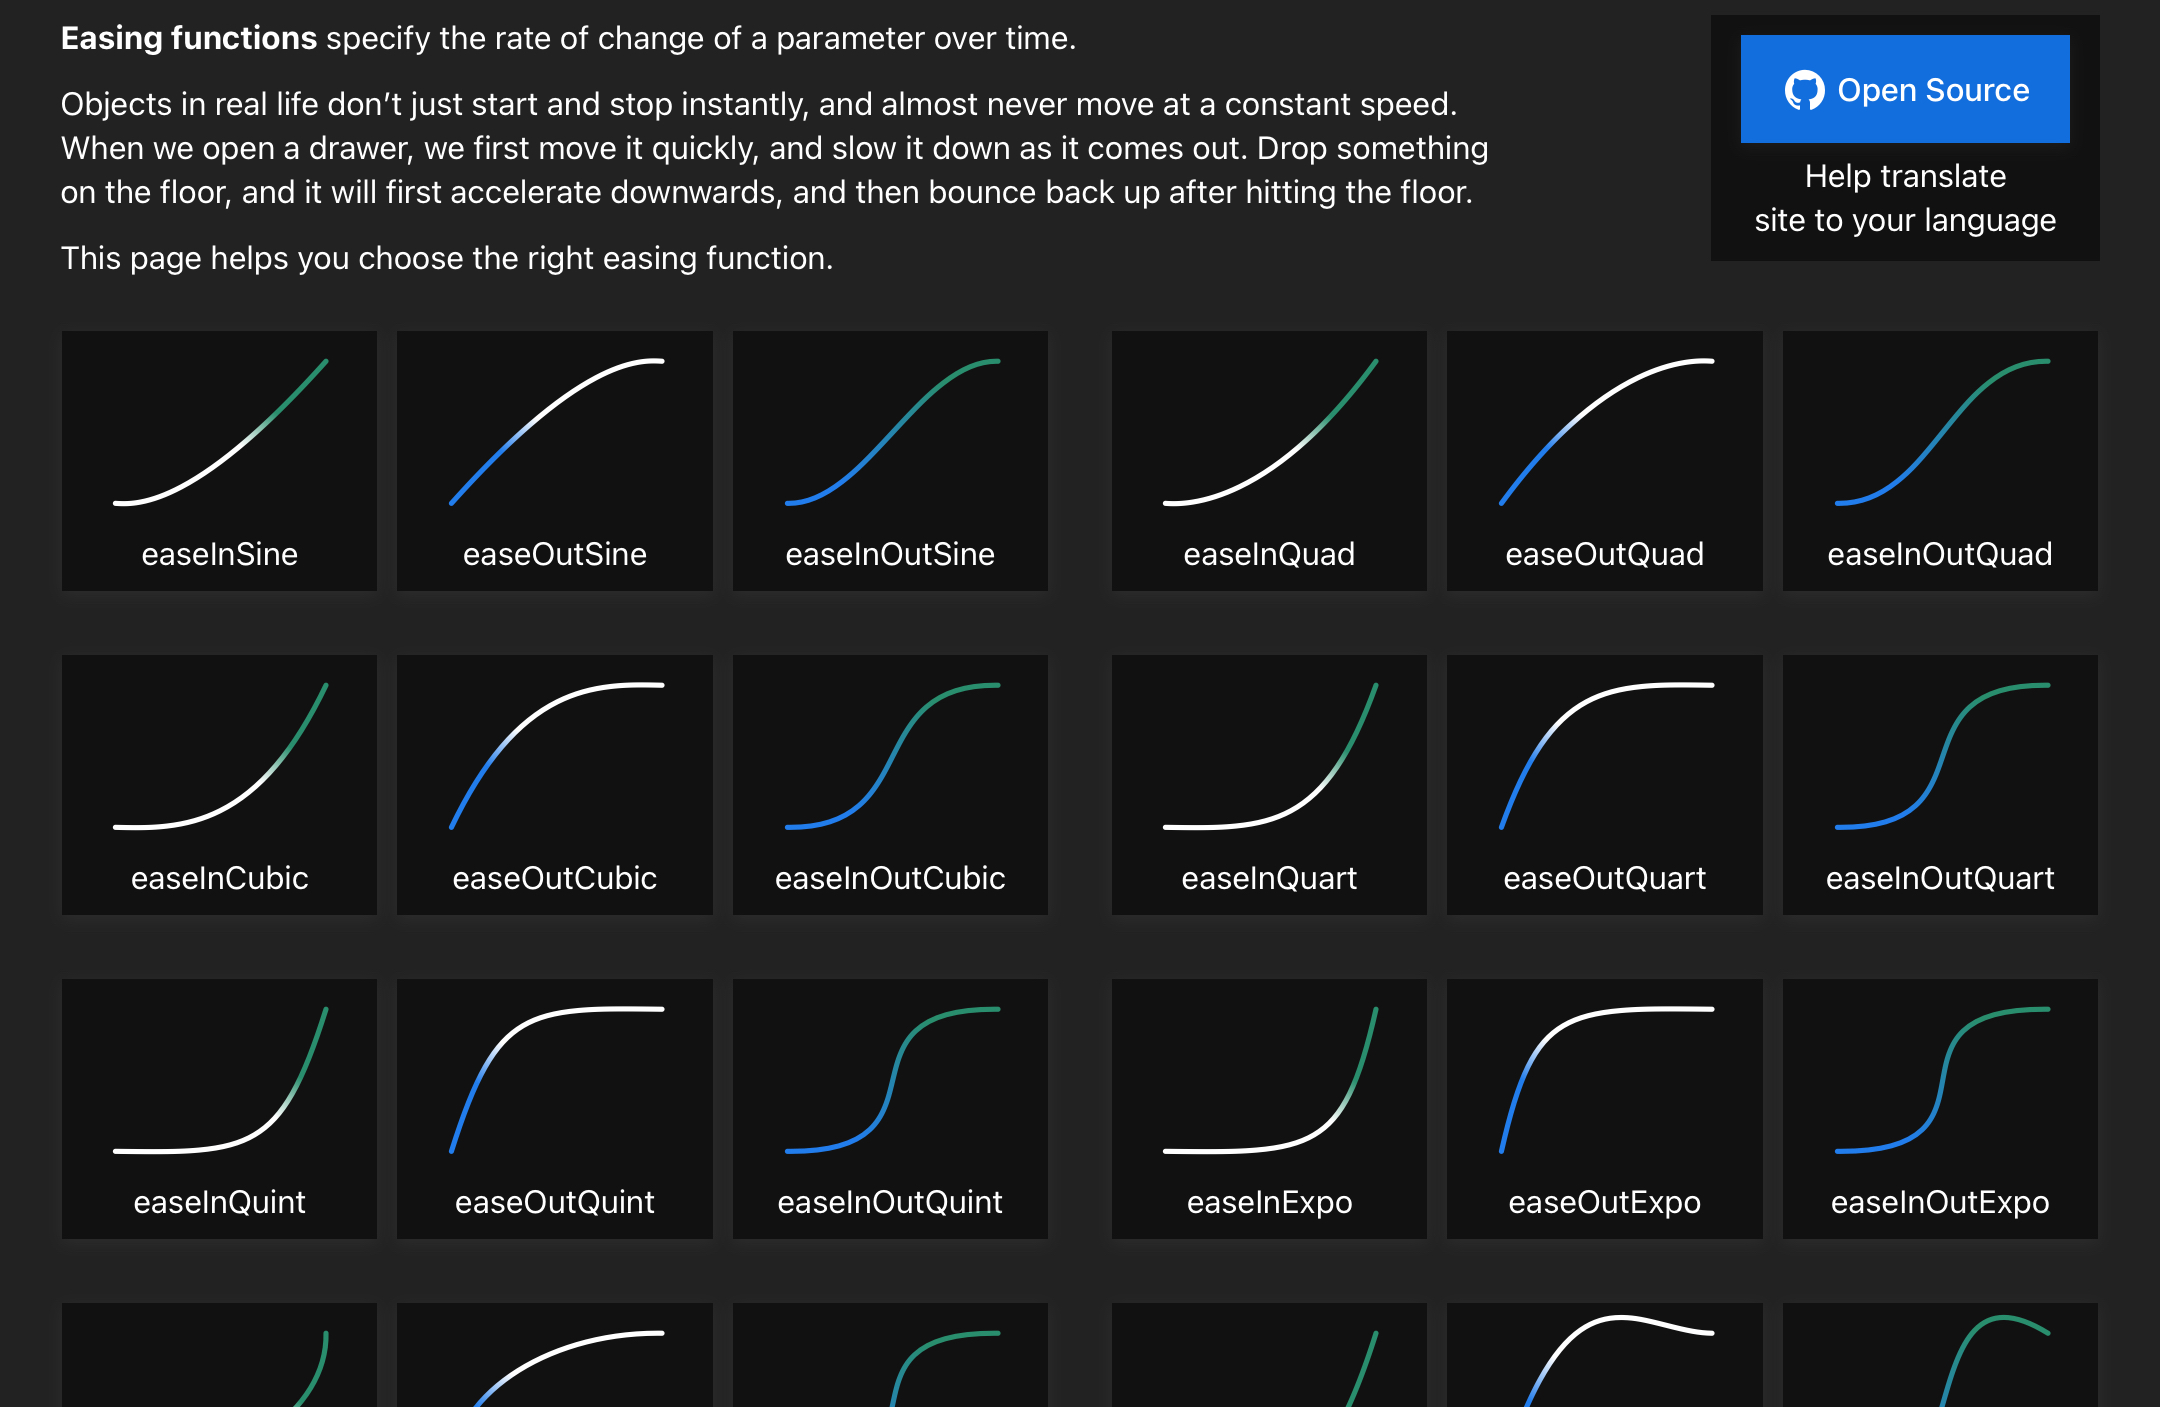 Easing functions specify the rate of change of a parameter over time.
Objects in real life don’t just start and stop instantly, and almost never move at a constant speed.
When we open a drawer, we first move it quickly, and slow it down as it comes out. Drop something
on the floor, and it will first accelerate downwards, and then bounce back up after hitting the floor.
This page helps you choose the right easing function.
Open Source
Help translate
site to your language
easeInSine
easeOutSine
easeInOutSine
easeInQuad
easeOutQuad
easeInOutQuad
easeInCubic
easeOutCubic
easeInOutCubic
easeInQuart
easeOutQuart
easeInOutQuart
easeInQuint
easeOutQuint
easeInOutQuint
easeInExpo
easeOutExpo
easeInOutExpo